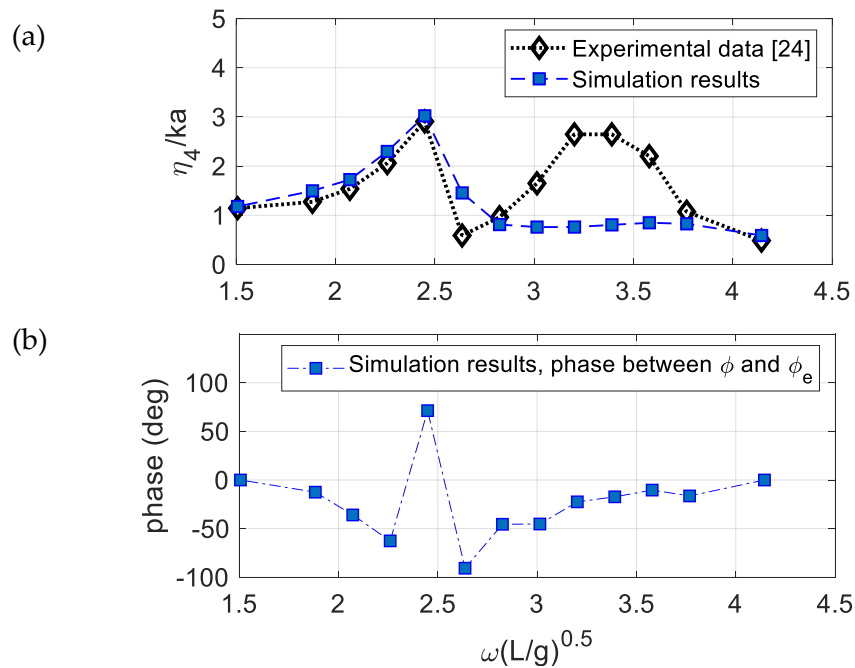 (a)
5
4
3
2
1
0
η₄/ka
Experimental data [24]
Simulation results
1.5 2 2.5 3 3.5 4 4.5
(b)
100
50
0
-50
-100
phase (deg)
Simulation results, phase between ϕ and ϕₑ
1.5 2 2.5 3 3.5 4 4.5
ω(L/g)^0.5